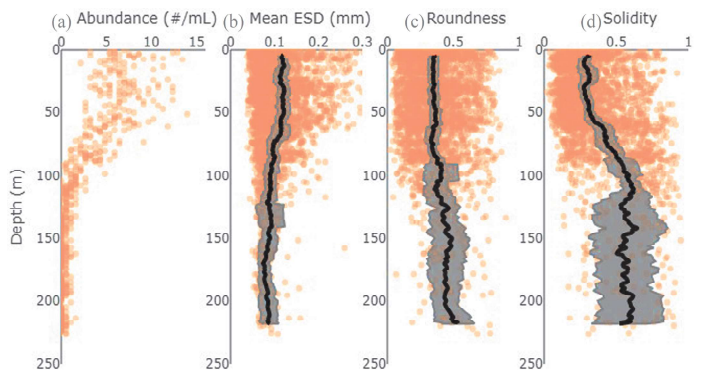 (a) Abundance (#/mL) (b) Mean ESD (mm) (c) Roundness (d) Solidity
0 5 10 15 0 0.1 0.2 0.3 0 0.5 1 0 0.5 1
0 0 0 0
50 50 50 50
100 100 100 100
Depth (m)
150 150 150 150
200 200 200 200
250 250 250 250